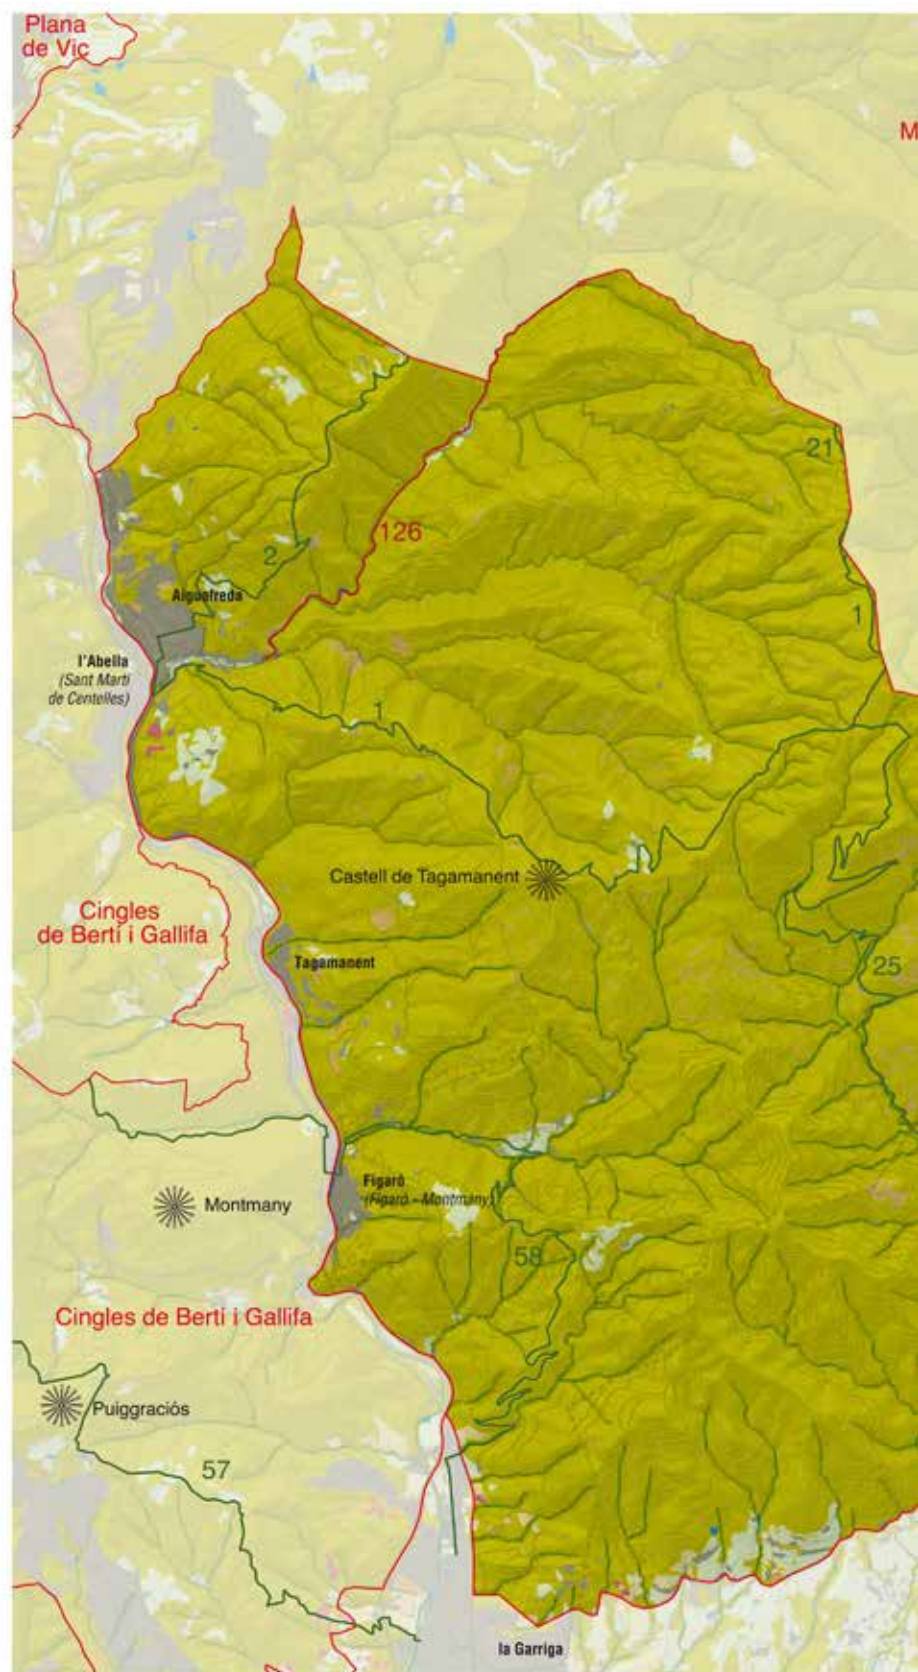 Plana
de Vic
M
21
126
2
Aiguafreda
1
l'Abella
(Sant Martí
de Centelles)
1
Castell de Tagamanent
Cingles
de Bertí i Gallifa
Tagamanent
25
Figaró
(Figaró - Montmany)
Montmany
58
Cingles de Bertí i Gallifa
Puiggraciós
57
la Garriga